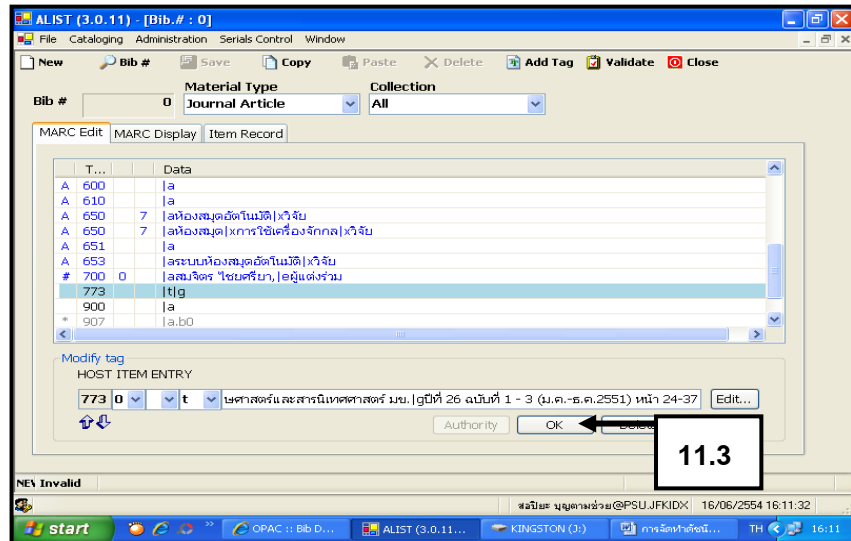 ALIST (3.0.11) - [Bib.# : 0]
File Cataloging Administration Serials Control Window
New Bib # Save Copy Paste Delete Add Tag Validate Close
Material Type Collection
Bib # 0 Journal Article All
MARC Edit MARC Display Item Record
T... Data
A 600 |a
A 610 |a
A 650 7 |aห้องสมุดอัตโนมัติ|xวิจัย
A 650 7 |aห้องสมุด|xการใช้เครื่องจักรกล|xวิจัย
A 651 |a
A 653 |aระบบห้องสมุดอัตโนมัติ|xวิจัย
# 700 0 |aสมจิตร ไชยศรียา,|eผู้แต่งร่วม
773 |t|g
900 |a
* 907 |a.b0
Modify tag
HOST ITEM ENTRY
773 0 t ษศาสตร์และสารนิเทศศาสตร์ มข.|gปีที่ 26 ฉบับที่ 1 - 3 (ม.ค.-ธ.ค.2551) หน้า 24-37 Edit...
Authority OK
11.3
Invalid
บุญตามช่วย@PSU.JFKIDX 16/06/2554 16:11:32
start OPAC :: Bib D... ALIST (3.0.11... KINGSTON (J:) การจัดทำดัชนี... TH 16:11